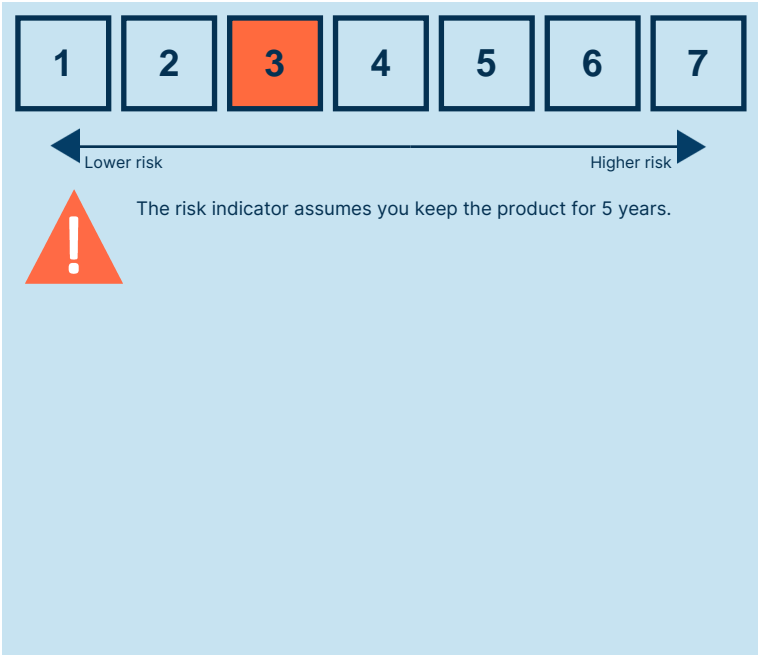 1 2 3 4 5 6 7
Lower risk Higher risk
! The risk indicator assumes you keep the product for 5 years.